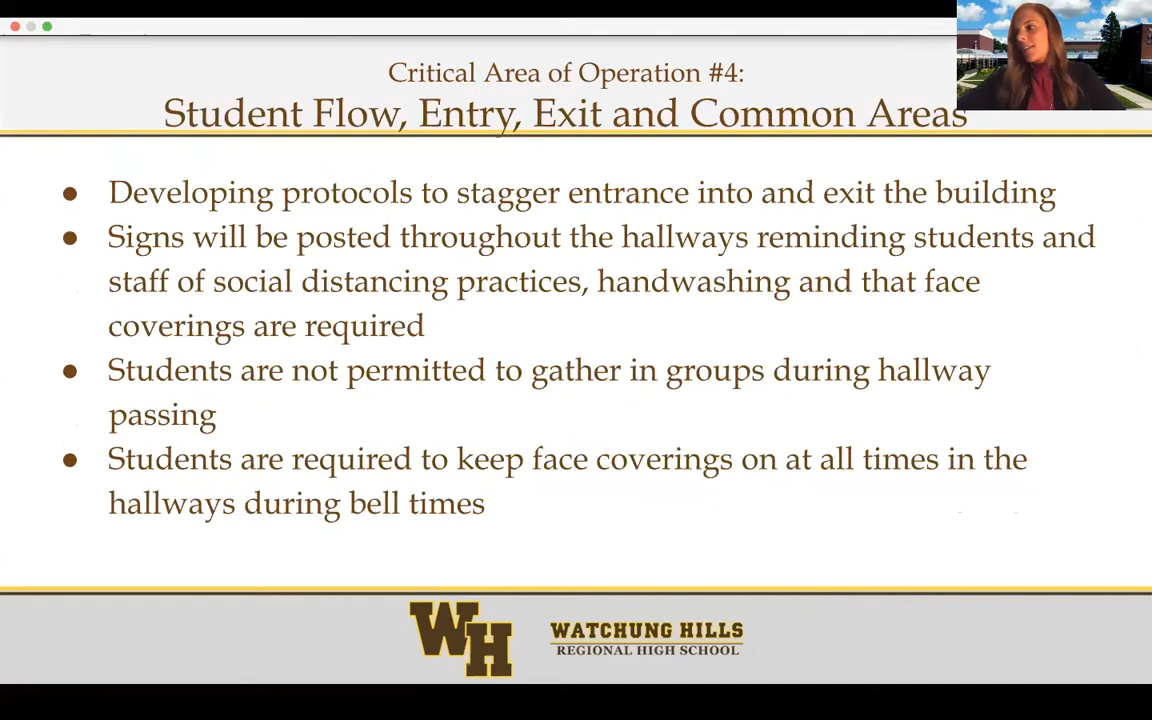 Critical Area of Operation #4:
Student Flow, Entry, Exit and Common Areas
● Developing protocols to stagger entrance into and exit the building
● Signs will be posted throughout the hallways reminding students and
staff of social distancing practices, handwashing and that face
coverings are required
● Students are not permitted to gather in groups during hallway
passing
● Students are required to keep face coverings on at all times in the
hallways during bell times
WH
WATCHUNG HILLS
REGIONAL HIGH SCHOOL